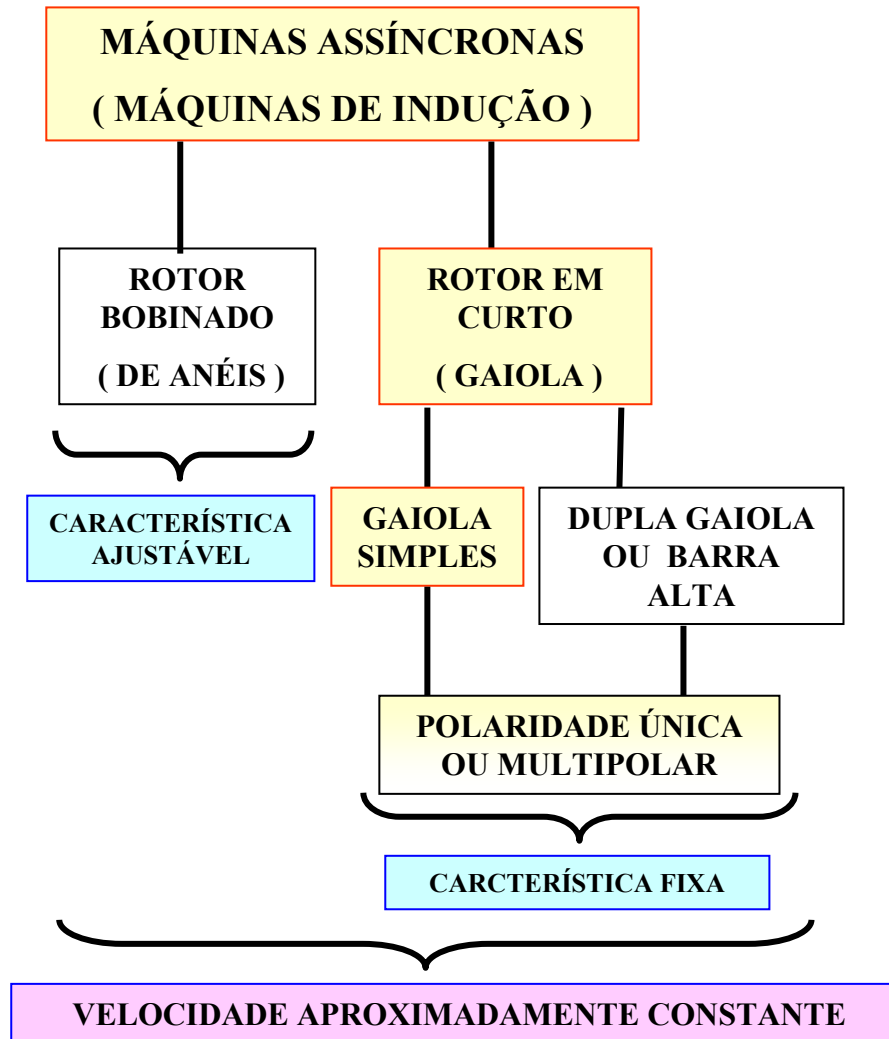 MÁQUINAS ASSÍNCRONAS
( MÁQUINAS DE INDUÇÃO )
ROTOR
BOBINADO
( DE ANÉIS )
ROTOR EM
CURTO
( GAIOLA )
CARACTERÍSTICA
AJUSTÁVEL
GAIOLA
SIMPLES
DUPLA GAIOLA
OU BARRA
ALTA
POLARIDADE ÚNICA
OU MULTIPOLAR
CARCTERÍSTICA FIXA
VELOCIDADE APROXIMADAMENTE CONSTANTE